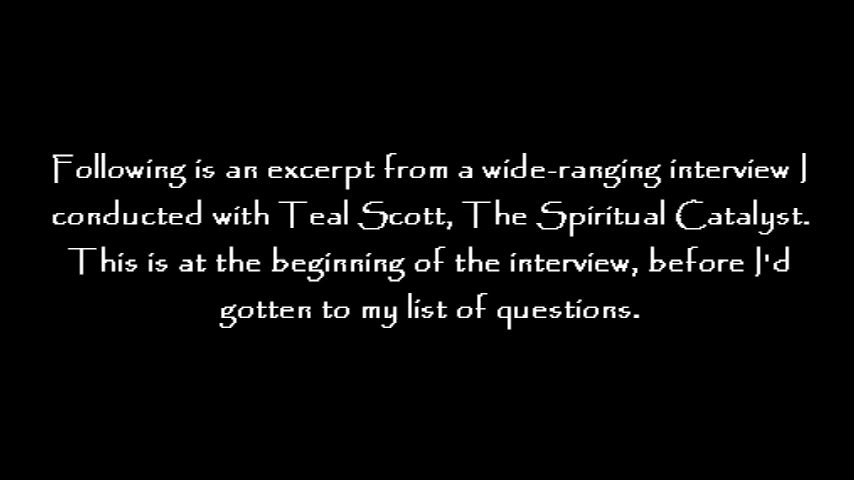 Following is an excerpt from a wide-ranging interview I
conducted with Teal Scott, The Spiritual Catalyst.
This is at the beginning of the interview, before I'd
gotten to my list of questions.